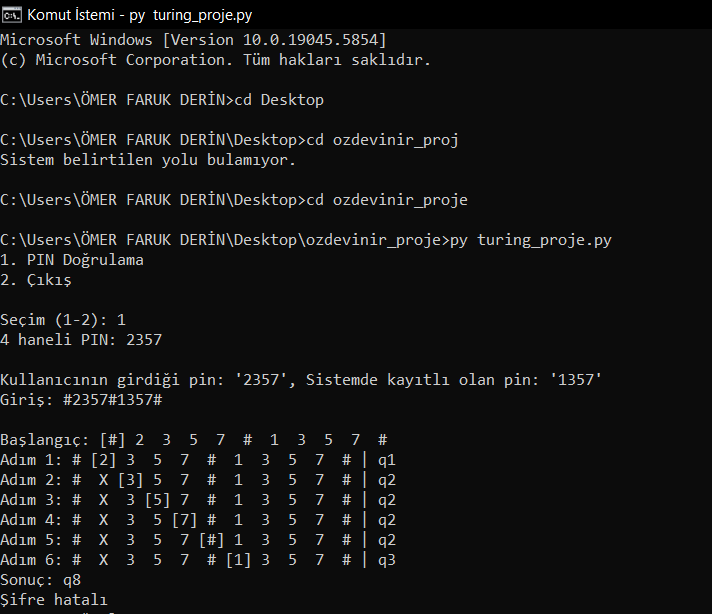 Komut İstemi - py  turing_proje.py
Microsoft Windows [Version 10.0.19045.5854]
(c) Microsoft Corporation. Tüm hakları saklıdır.
C:\Users\ÖMER FARUK DERİN>cd Desktop
C:\Users\ÖMER FARUK DERİN\Desktop>cd ozdevinir_proj
Sistem belirtilen yolu bulamıyor.
C:\Users\ÖMER FARUK DERİN\Desktop>cd ozdevinir_proje
C:\Users\ÖMER FARUK DERİN\Desktop\ozdevinir_proje>py turing_proje.py
1. PIN Doğrulama
2. Çıkış
Seçim (1-2): 1
4 haneli PIN: 2357
Kullanıcının girdiği pin: '2357', Sistemde kayıtlı olan pin: '1357'
Giriş: #2357#1357#
Başlangıç: [#] 2  3  5  7  #  1  3  5  7  #
Adım 1: # [2] 3  5  7  #  1  3  5  7  # | q1
Adım 2: #  X [3] 5  7  #  1  3  5  7  # | q2
Adım 3: #  X  3 [5] 7  #  1  3  5  7  # | q2
Adım 4: #  X  3  5 [7] #  1  3  5  7  # | q2
Adım 5: #  X  3  5  7 [#] 1  3  5  7  # | q2
Adım 6: #  X  3  5  7  # [1] 3  5  7  # | q3
Sonuç: q8
Şifre hatalı